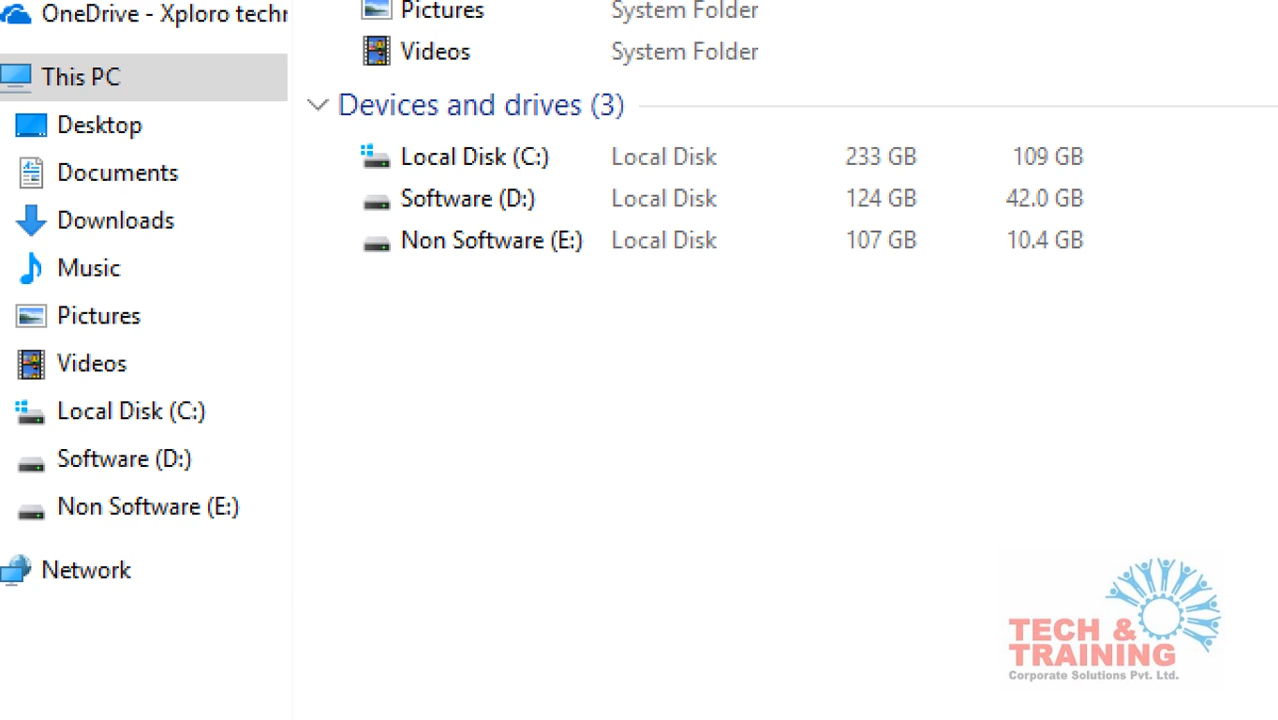 OneDrive - Xploro techn
This PC
Desktop
Documents
Downloads
Music
Pictures
Videos
Local Disk (C:)
Software (D:)
Non Software (E:)
Network
Pictures System Folder
Videos System Folder
Devices and drives (3)
Local Disk (C:) Local Disk 233 GB 109 GB
Software (D:) Local Disk 124 GB 42.0 GB
Non Software (E:) Local Disk 107 GB 10.4 GB
TECH &
TRAINING
Corporate Solutions Pvt. Ltd.